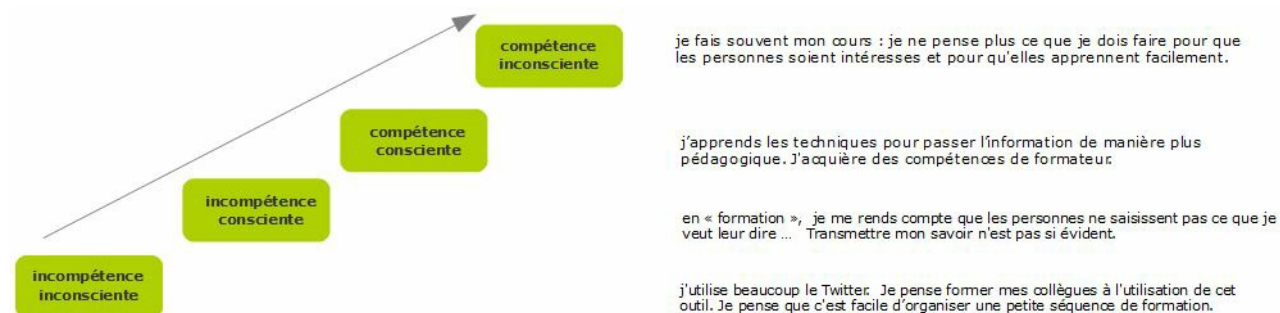 compétence
inconsciente
je fais souvent mon cours : je ne pense plus ce que je dois faire pour que
les personnes soient intéresses et pour qu'elles apprennent facilement.
compétence
consciente
j'apprends les techniques pour passer l'information de manière plus
pédagogique. J'acquière des compétences de formateur.
incompétence
consciente
en « formation », je me rends compte que les personnes ne saisissent pas ce que je
veut leur dire ... Transmettre mon savoir n'est pas si évident.
incompétence
inconsciente
j'utilise beaucoup le Twitter. Je pense former mes collègues à l'utilisation de cet
outil. Je pense que c'est facile d'organiser une petite séquence de formation.